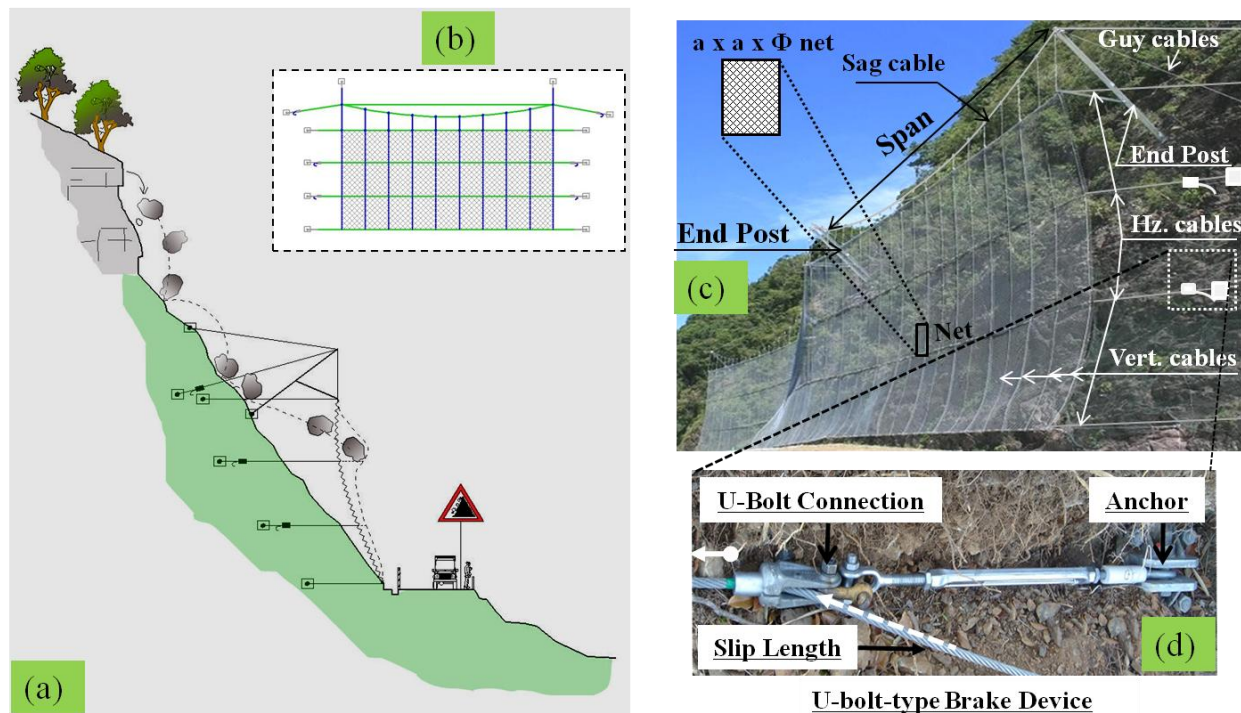 (a)
(b)
a x a x Φ net
Sag cable
Span
Guy cables
End Post
End Post
Hz. cables
(c)
Net
Vert. cables
U-Bolt Connection
Anchor
Slip Length
(d)
U-bolt-type Brake Device